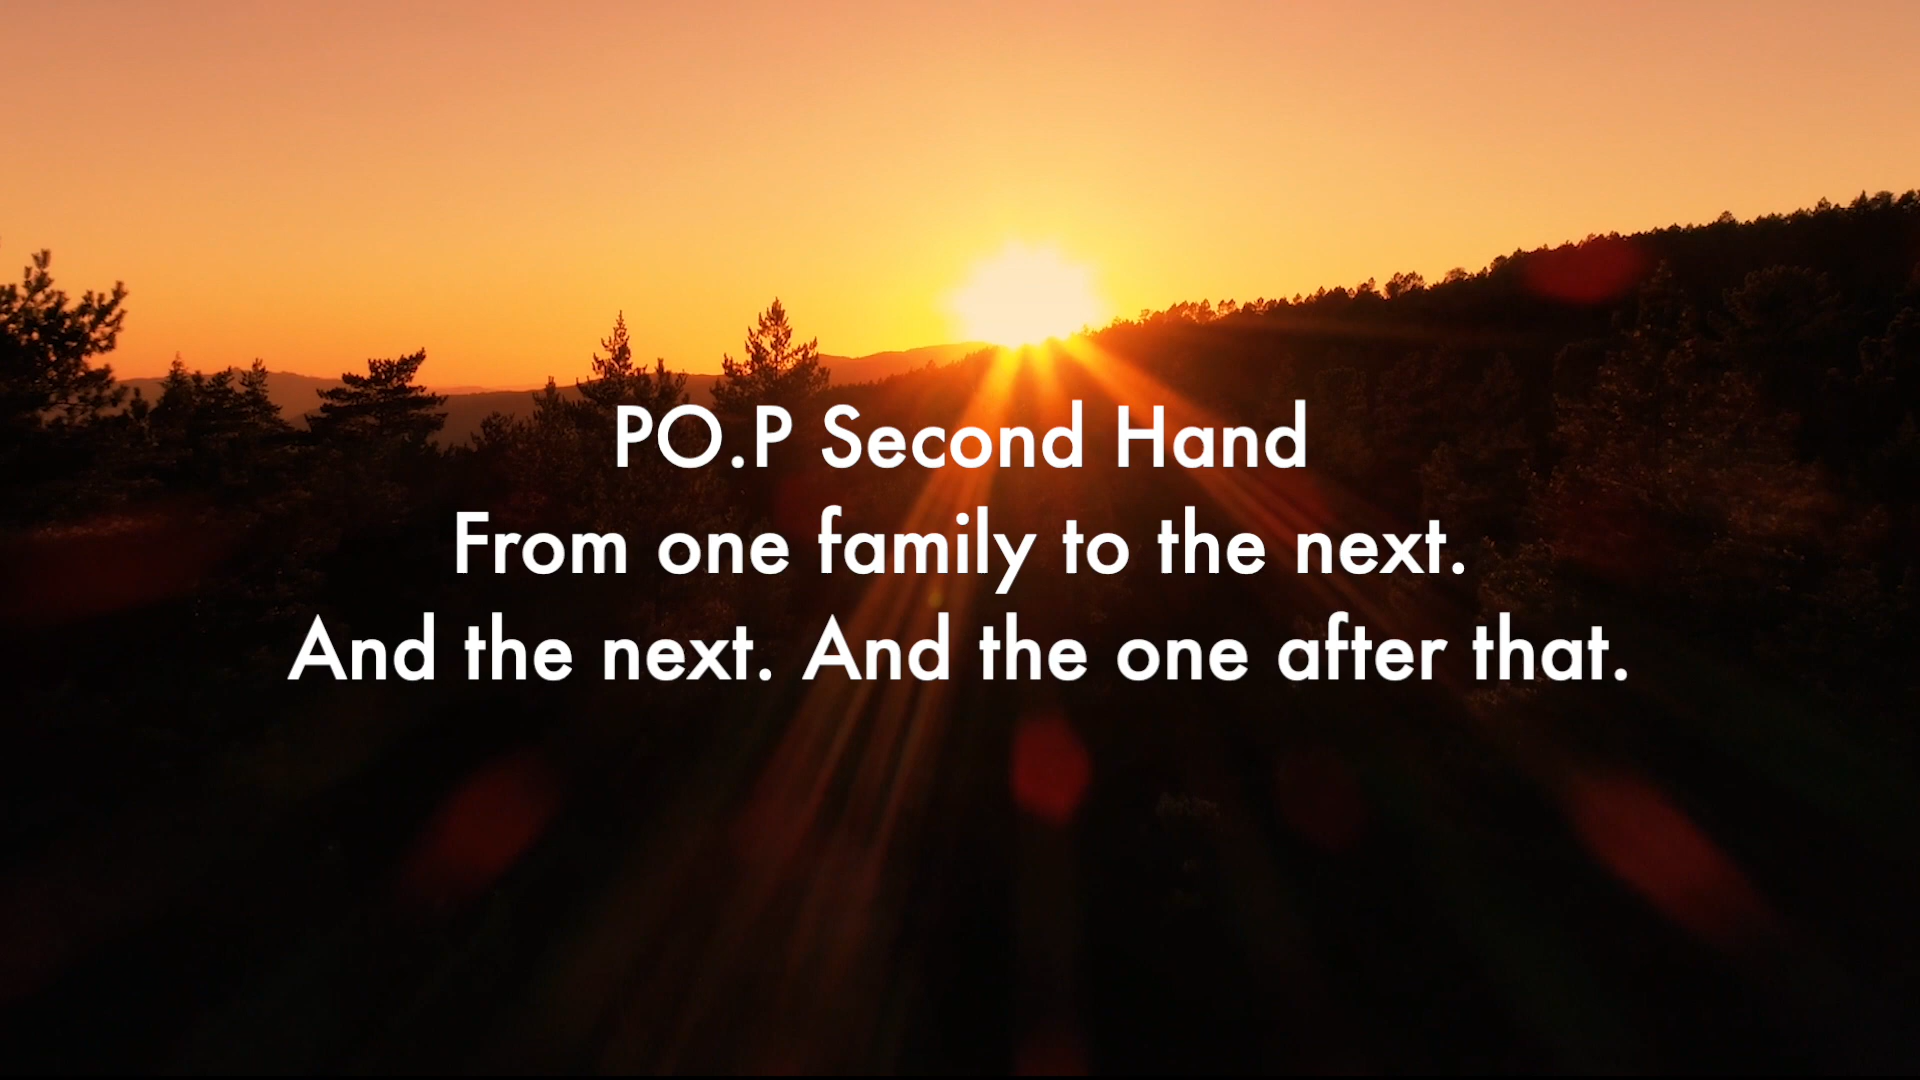 PO.P Second Hand
From one family to the next.
And the next. And the one after that.